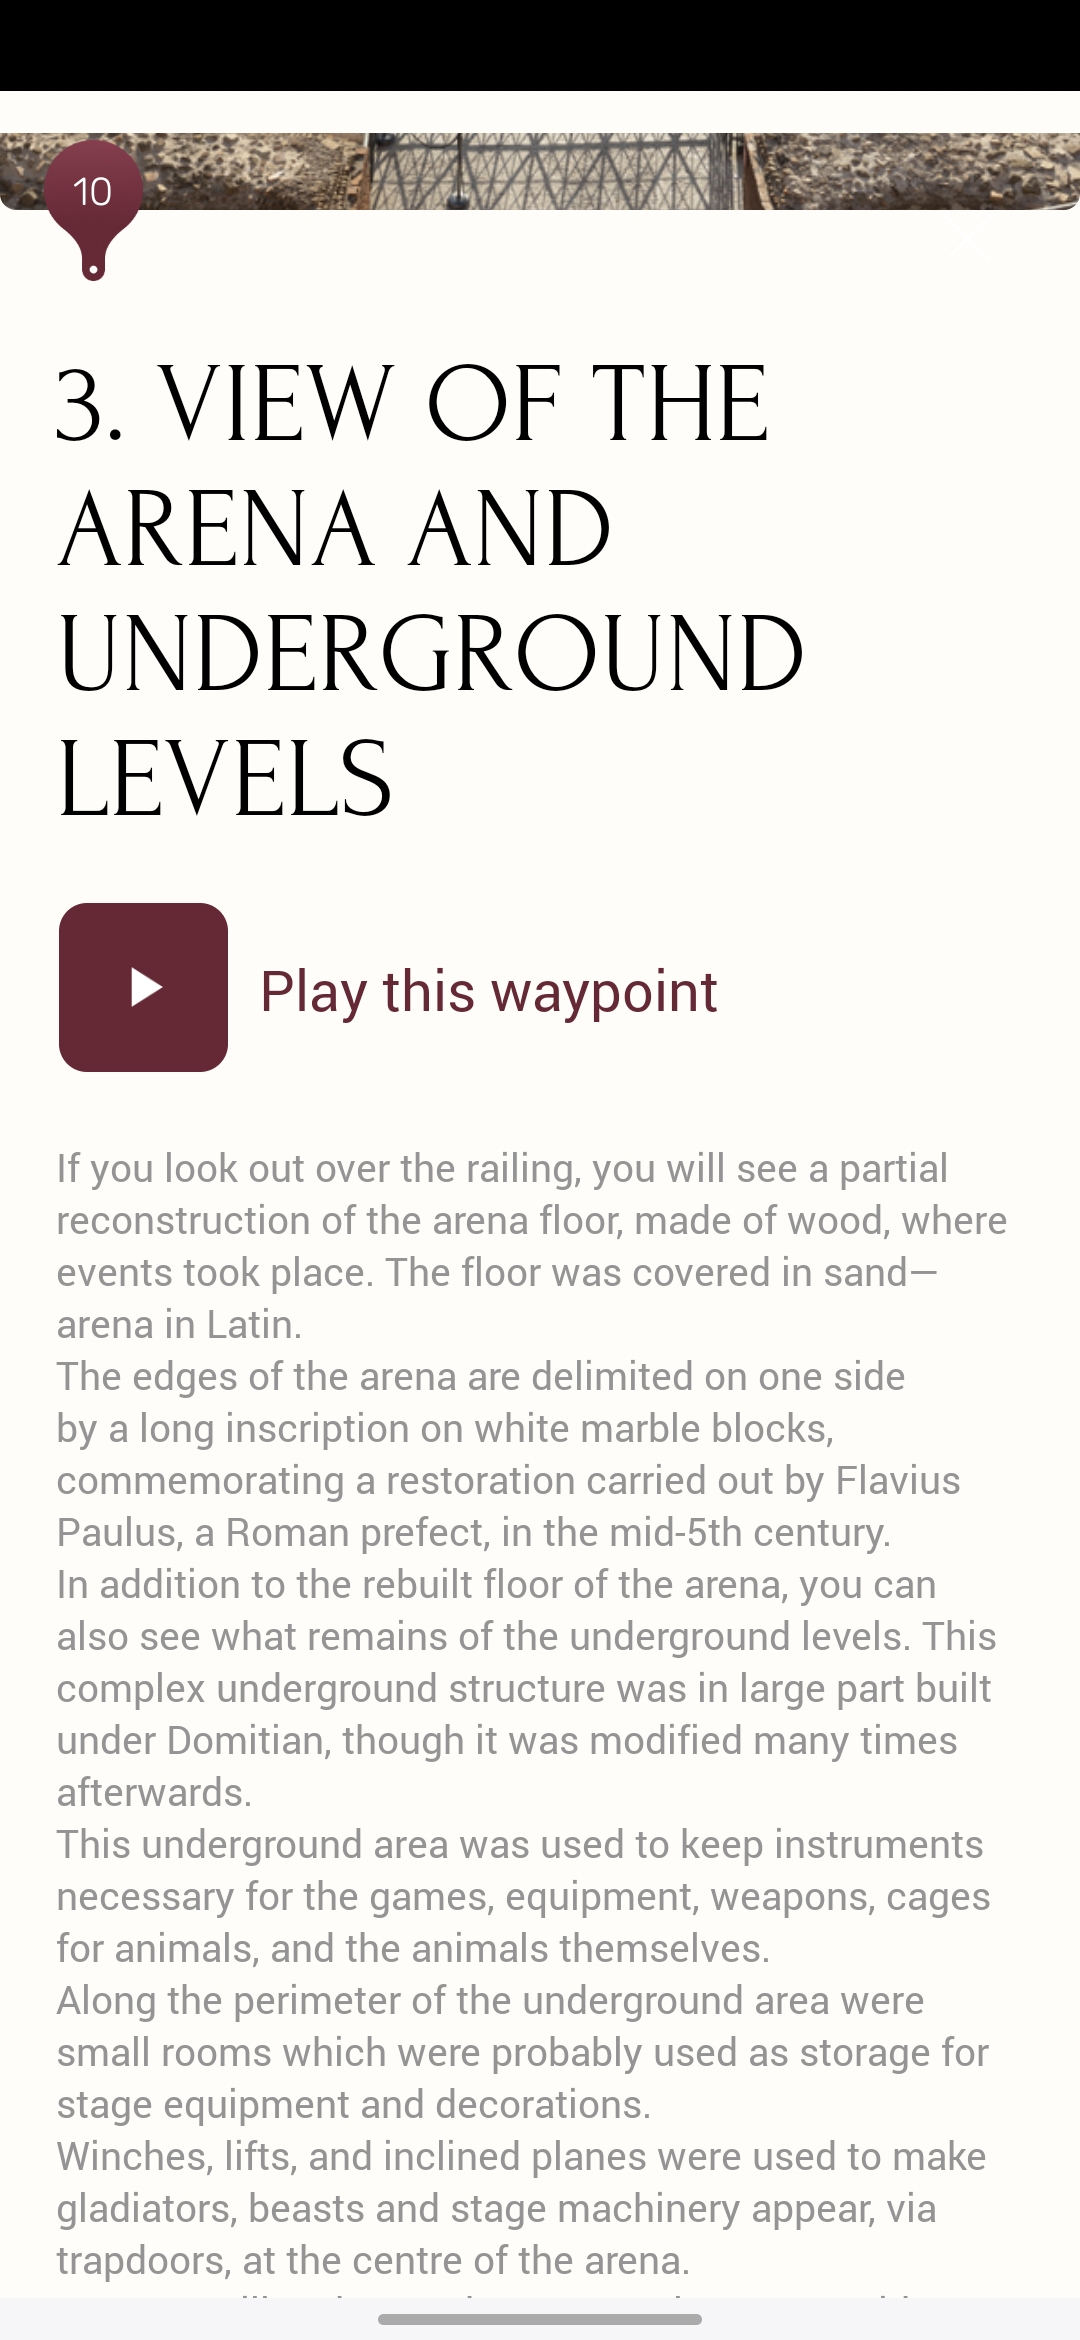 10
3. VIEW OF THE
ARENA AND
UNDERGROUND
LEVELS
Play this waypoint
If you look out over the railing, you will see a partial
reconstruction of the arena floor, made of wood, where
events took place. The floor was covered in sand—
arena in Latin.
The edges of the arena are delimited on one side
by a long inscription on white marble blocks,
commemorating a restoration carried out by Flavius
Paulus, a Roman prefect, in the mid-5th century.
In addition to the rebuilt floor of the arena, you can
also see what remains of the underground levels. This
complex underground structure was in large part built
under Domitian, though it was modified many times
afterwards.
This underground area was used to keep instruments
necessary for the games, equipment, weapons, cages
for animals, and the animals themselves.
Along the perimeter of the underground area were
small rooms which were probably used as storage for
stage equipment and decorations.
Winches, lifts, and inclined planes were used to make
gladiators, beasts and stage machinery appear, via
trapdoors, at the centre of the arena.